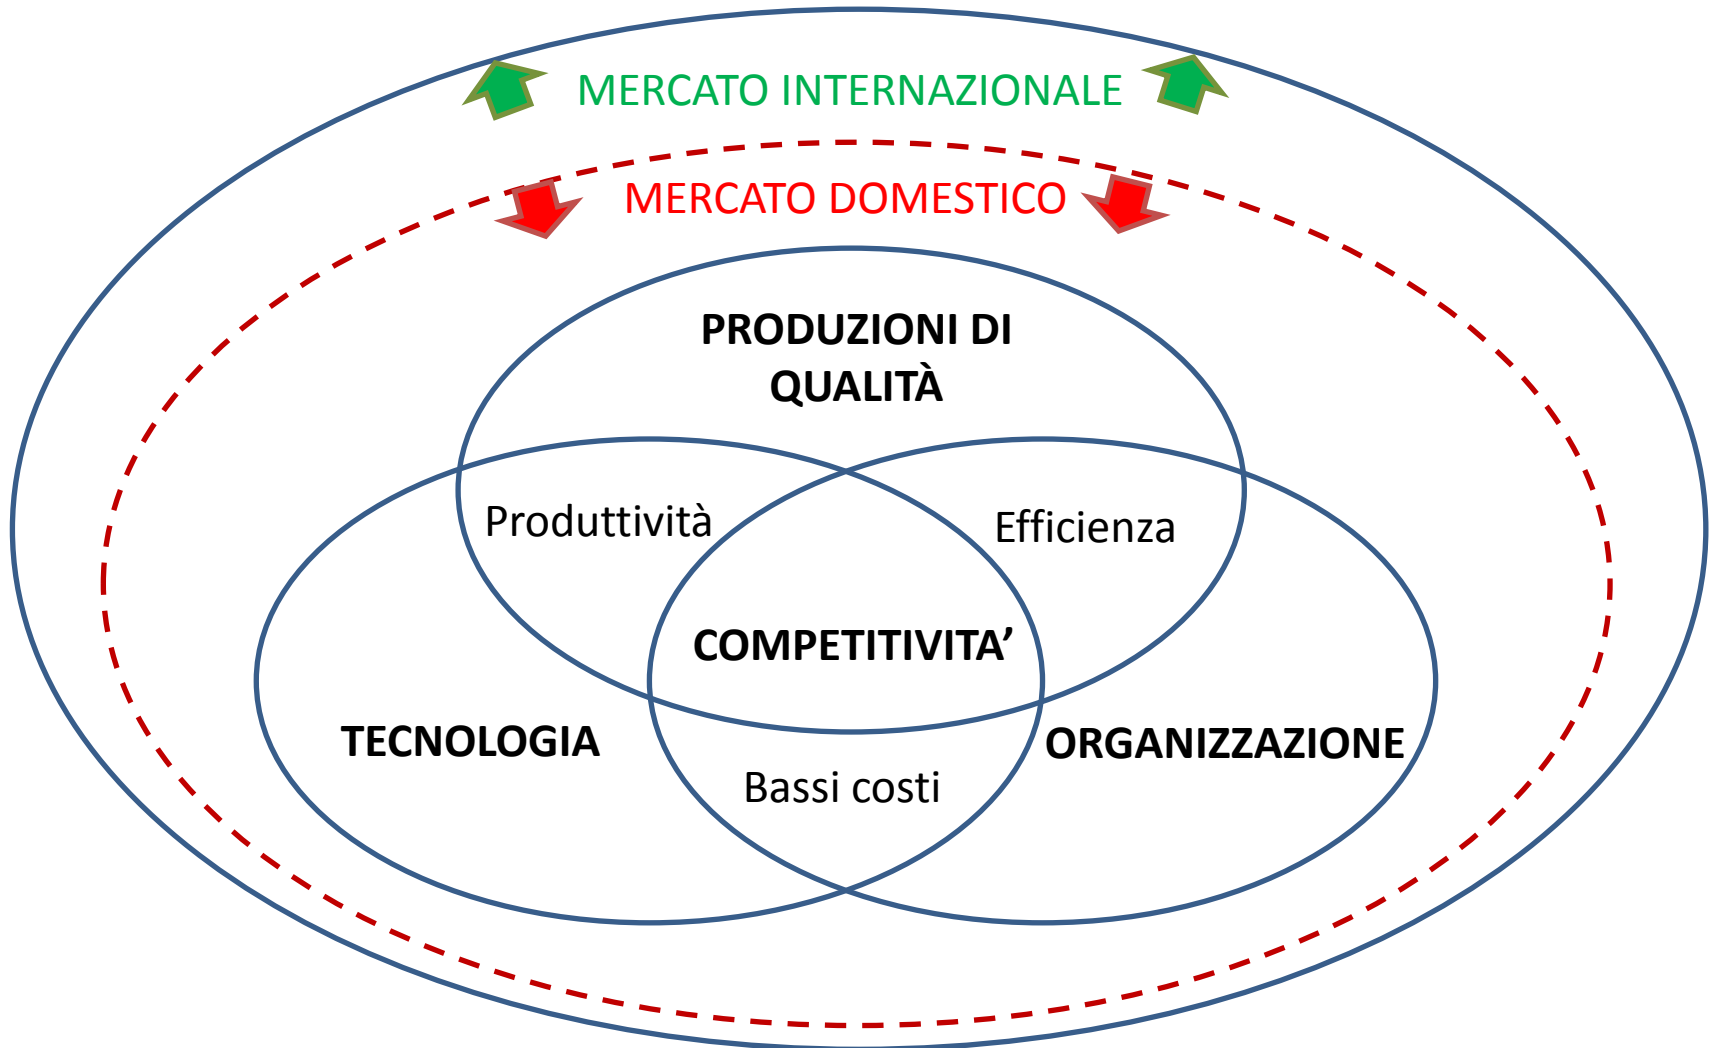 MERCATO INTERNAZIONALE
MERCATO DOMESTICO
PRODUZIONI DI
QUALITÀ
Produttività
Efficienza
COMPETITIVITA’
TECNOLOGIA
ORGANIZZAZIONE
Bassi costi